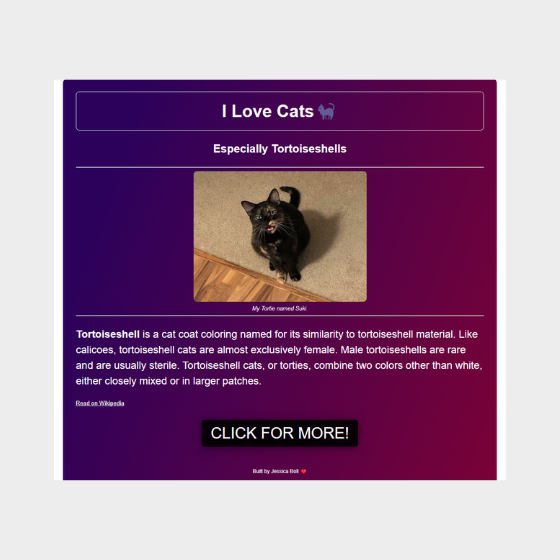 I Love Cats 🐈‍⬛
Especially Tortoiseshells
My Tortie named Suki.
Tortoiseshell is a cat coat coloring named for its similarity to tortoiseshell material. Like
calicoes, tortoiseshell cats are almost exclusively female. Male tortoiseshells are rare
and are usually sterile. Tortoiseshell cats, or torties, combine two colors other than white,
either closely mixed or in larger patches.
Read on Wikipedia
CLICK FOR MORE!
Built by Jessica Bell ❤️